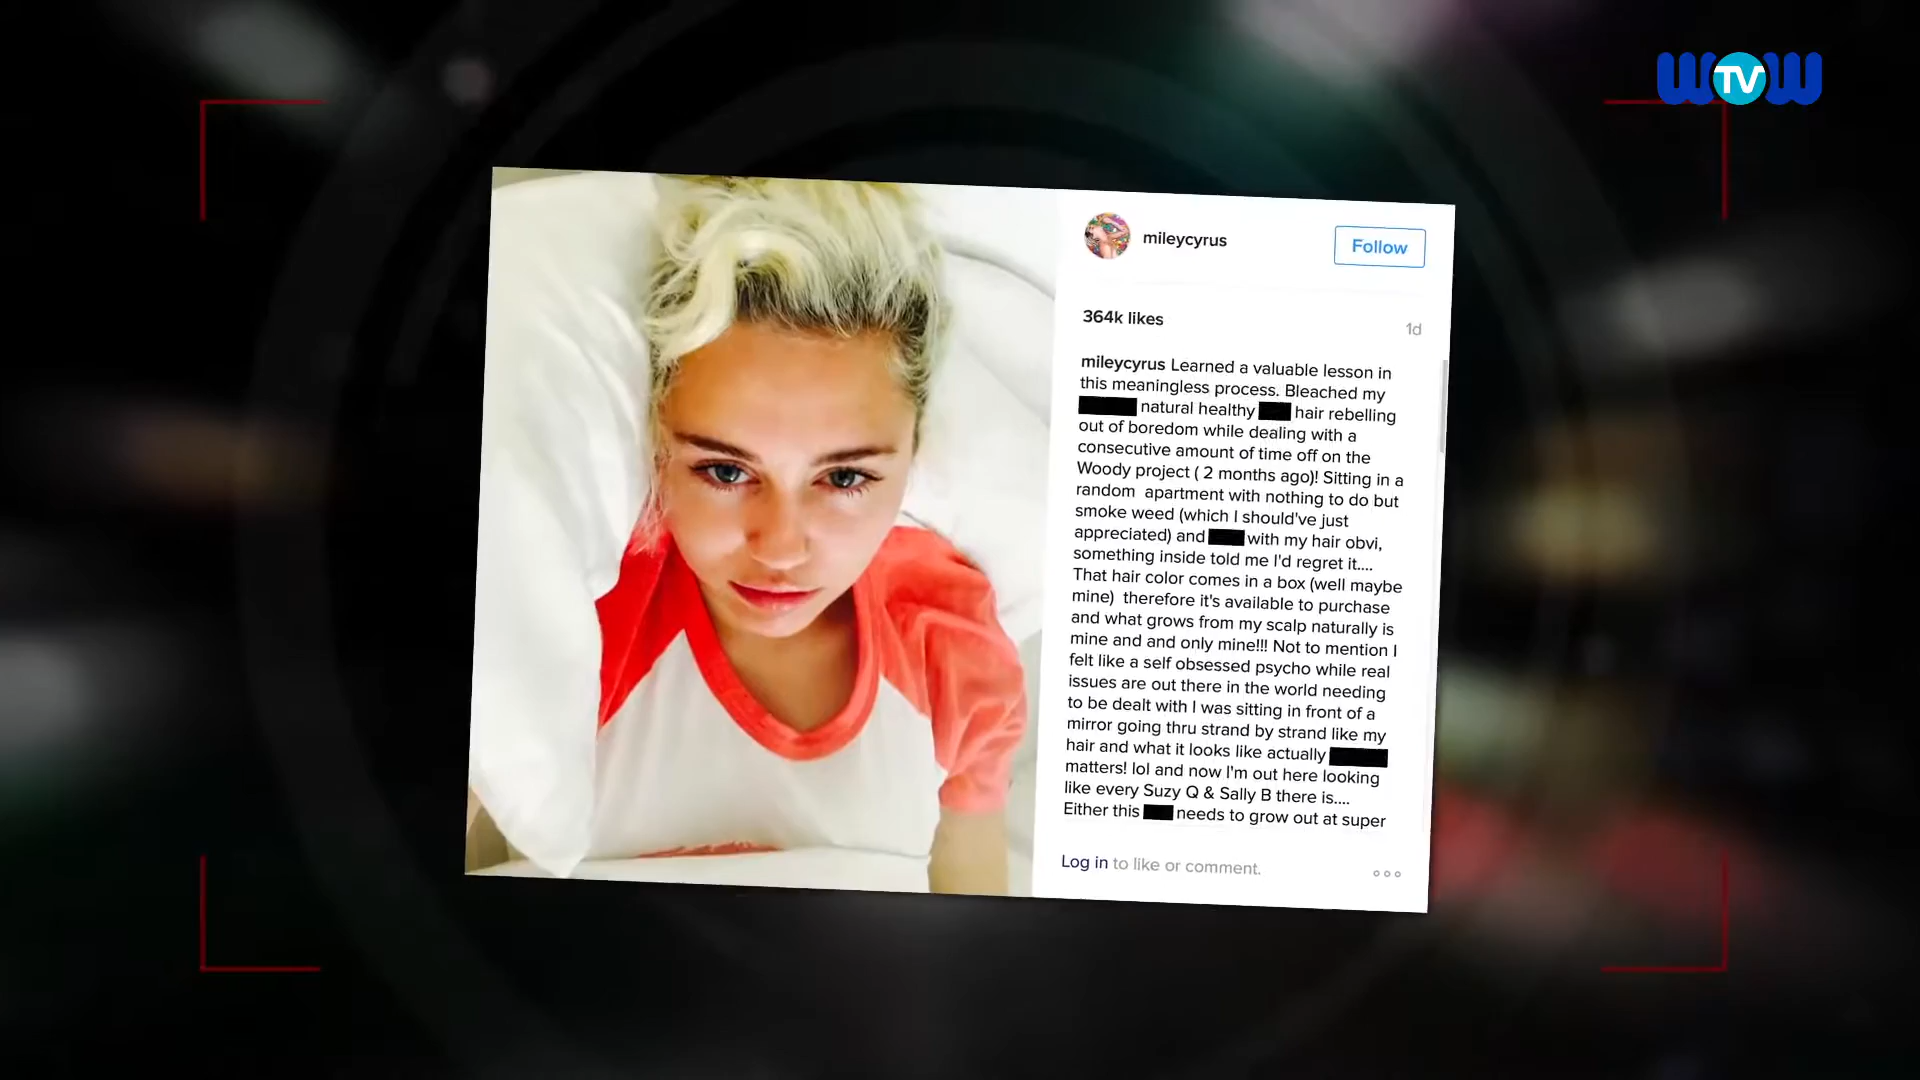 WTVW
mileycyrus
Follow
364k likes
1d
mileycyrus Learned a valuable lesson in
this meaningless process. Bleached my
natural healthy hair rebelling
out of boredom while dealing with a
consecutive amount of time off on the
Woody project ( 2 months ago)! Sitting in a
random apartment with nothing to do but
smoke weed (which I should've just
appreciated) and with my hair obvi,
something inside told me I'd regret it....
That hair color comes in a box (well maybe
mine) therefore it's available to purchase
and what grows from my scalp naturally is
mine and and only mine!!! Not to mention I
felt like a self obsessed psycho while real
issues are out there in the world needing
to be dealt with I was sitting in front of a
mirror going thru strand by strand like my
hair and what it looks like actually
matters! lol and now I'm out here looking
like every Suzy Q & Sally B there is....
Either this needs to grow out at super
Log in to like or comment.